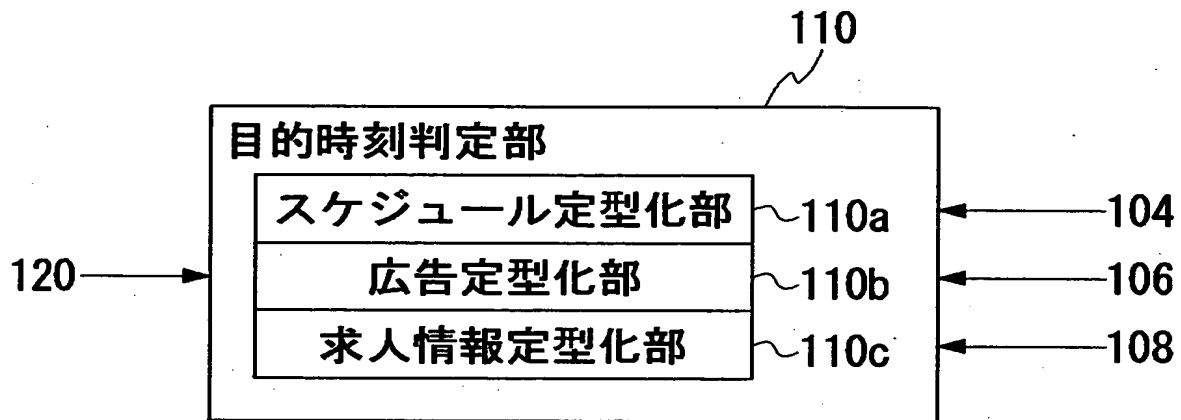 110
目的時刻判定部
スケジュール定型化部 110a 104
120 広告定型化部 110b 106
求人情報定型化部 110c 108